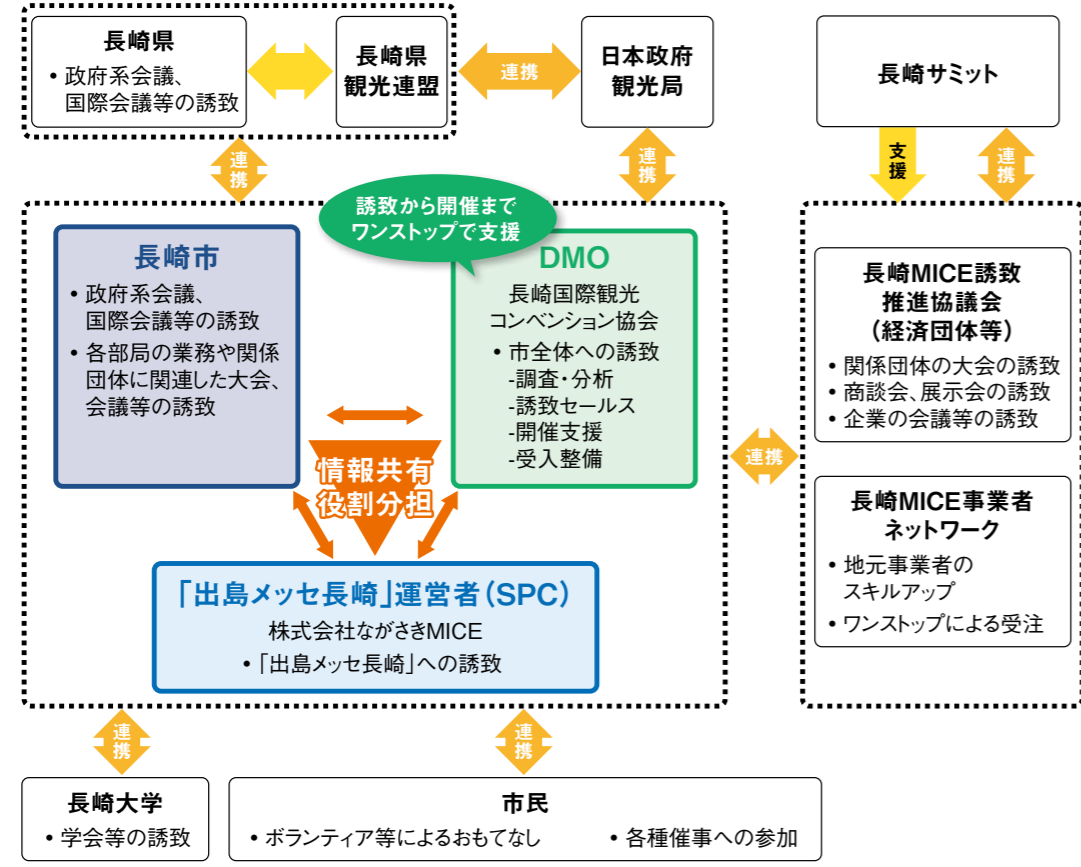 長崎県
• 政府系会議、
国際会議等の誘致
長崎県
観光連盟
連携
日本政府
観光局
長崎サミット
連携
連携
支援
連携
誘致から開催まで
ワンストップで支援
長崎市
• 政府系会議、
国際会議等の誘致
• 各部局の業務や関係
団体に関連した大会、
会議等の誘致
DMO
長崎国際観光
コンベンション協会
• 市全体への誘致
-調査・分析
-誘致セールス
-開催支援
-受入整備
情報共有
役割分担
「出島メッセ長崎」運営者（SPC）
株式会社ながさきMICE
• 「出島メッセ長崎」への誘致
連携
長崎MICE誘致
推進協議会
（経済団体等）
• 関係団体の大会の誘致
• 商談会、展示会の誘致
• 企業の会議等の誘致
長崎MICE事業者
ネットワーク
• 地元事業者の
スキルアップ
• ワンストップによる受注
連携
連携
長崎大学
• 学会等の誘致
市民
• ボランティア等によるおもてなし
• 各種催事への参加